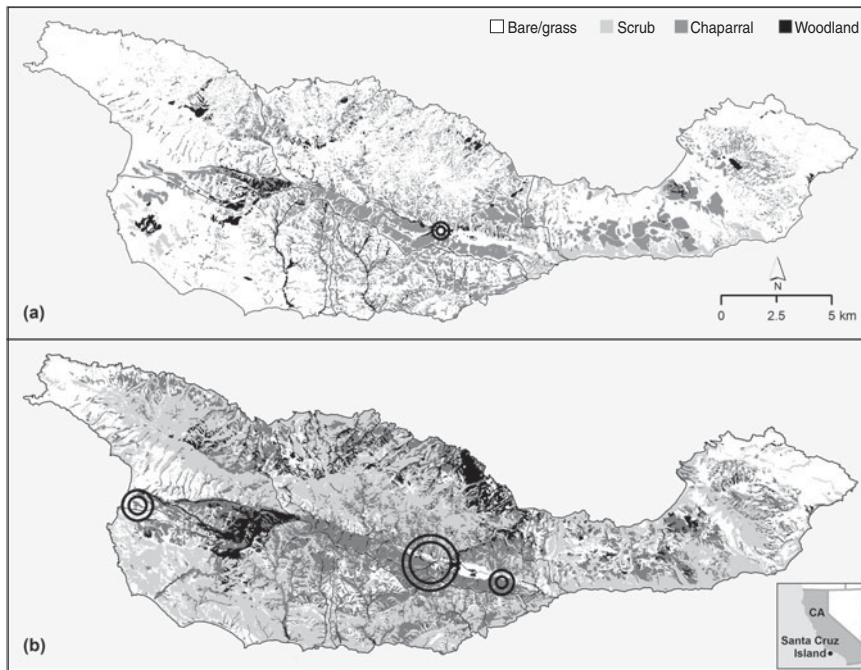 Bare/grass Scrub Chaparral Woodland
N
0 2.5 5 km
(a)
CA
Santa Cruz
Island
(b)